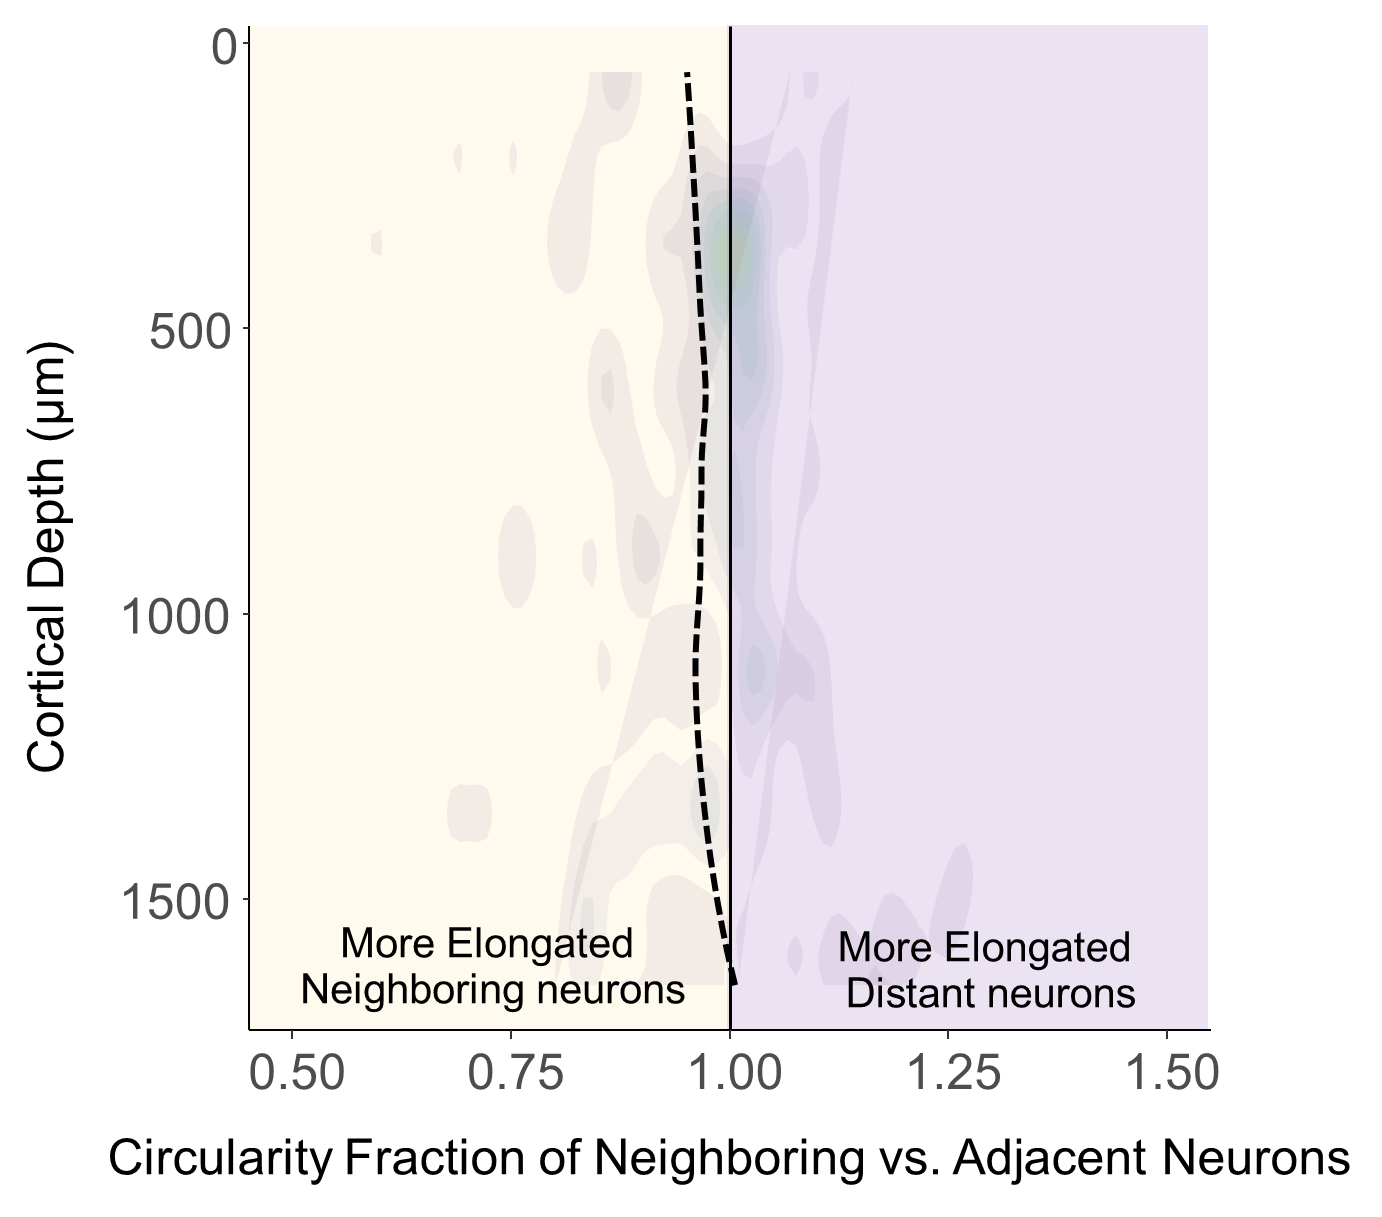 0
500
1000
1500
Cortical Depth (µm)
More Elongated
Neighboring neurons
More Elongated
Distant neurons
0.50 0.75 1.00 1.25 1.50
Circularity Fraction of Neighboring vs. Adjacent Neurons